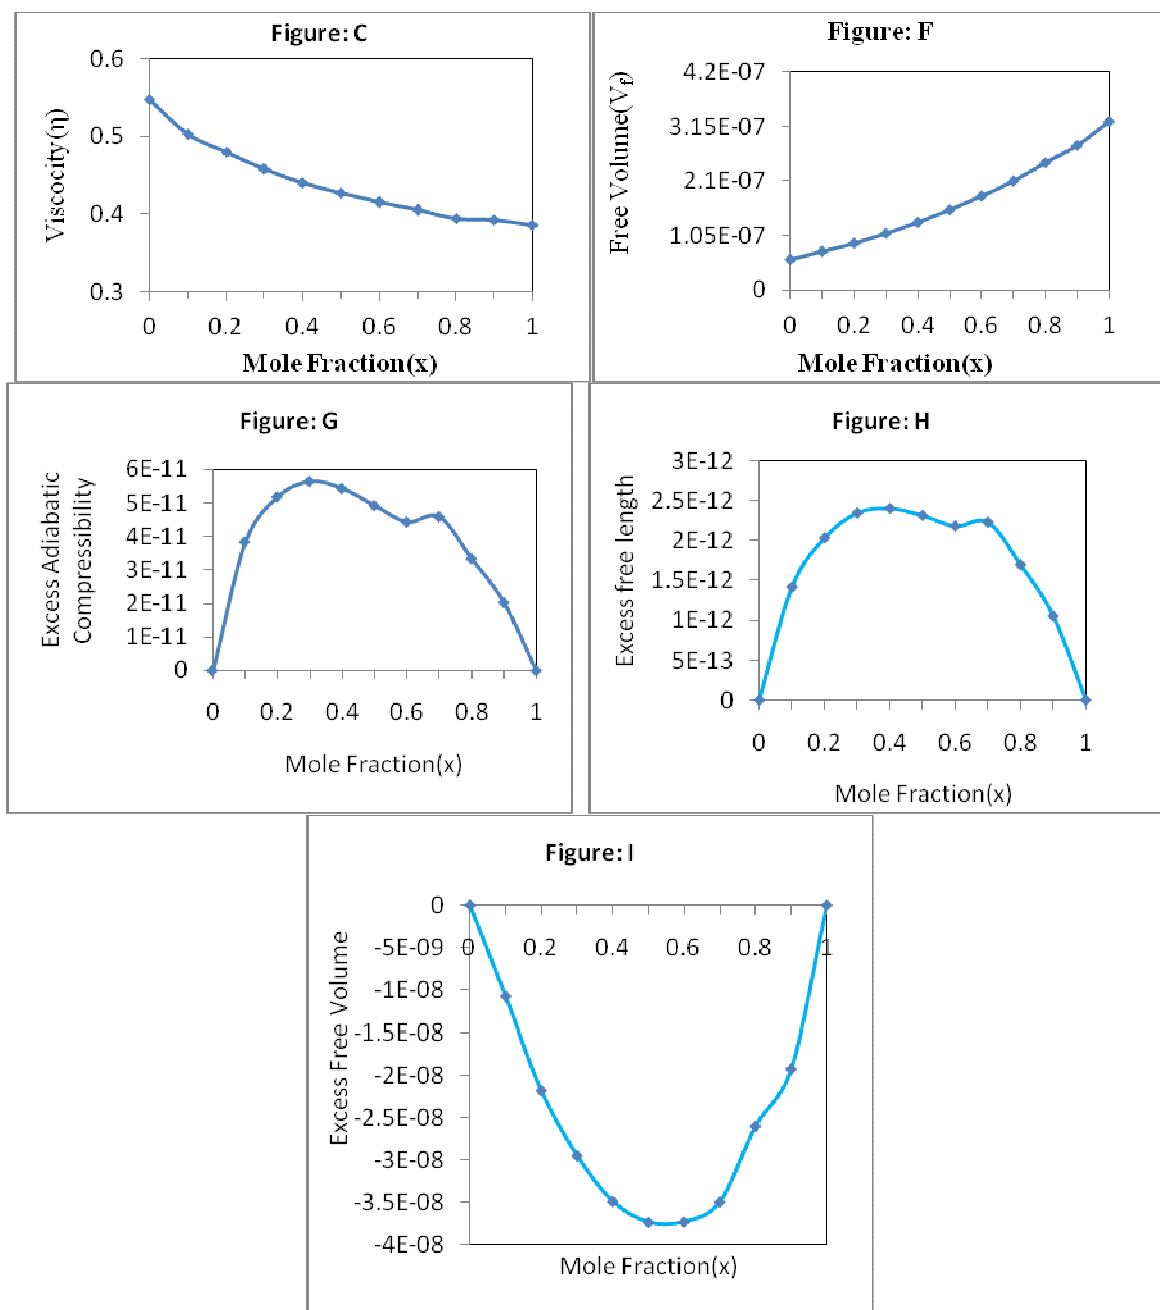 Figure: C
Viscocity(η)
0.6
0.5
0.4
0.3
0 0.2 0.4 0.6 0.8 1
Mole Fraction(x)
Figure: F
Free Volume(Vf)
4.2E-07
3.15E-07
2.1E-07
1.05E-07
0
0 0.2 0.4 0.6 0.8 1
Mole Fraction(x)
Figure: G
Excess Adiabatic
Compressibility
6E-11
5E-11
4E-11
3E-11
2E-11
1E-11
0
0 0.2 0.4 0.6 0.8 1
Mole Fraction(x)
Figure: H
Excess free length
3E-12
2.5E-12
2E-12
1.5E-12
1E-12
5E-13
0
0 0.2 0.4 0.6 0.8 1
Mole Fraction(x)
Figure: I
Excess Free Volume
0
0 0.2 0.4 0.6 0.8 1
-5E-09
-1E-08
-1.5E-08
-2E-08
-2.5E-08
-3E-08
-3.5E-08
-4E-08
Mole Fraction(x)